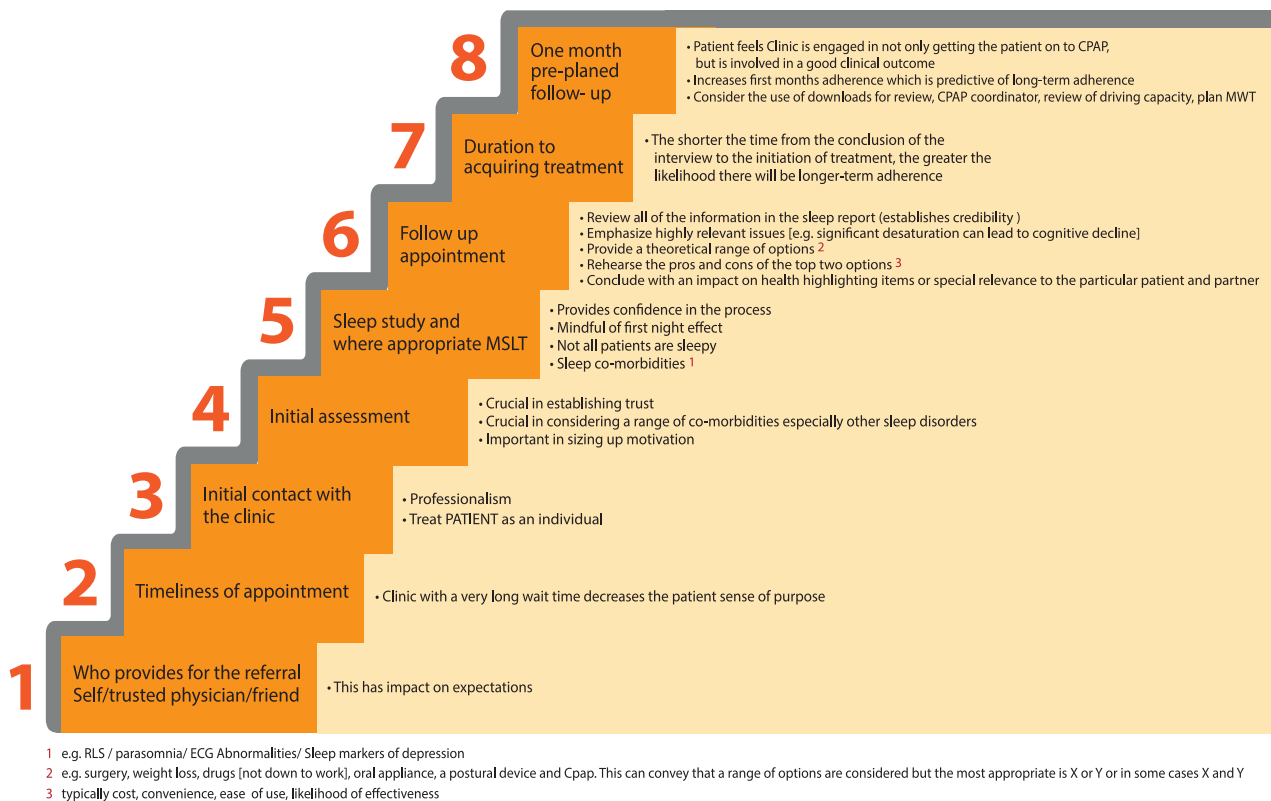 8
One month
pre-planed
follow- up
• Patient feels Clinic is engaged in not only getting the patient on to CPAP,
but is involved in a good clinical outcome
• Increases first months adherence which is predictive of long-term adherence
• Consider the use of downloads for review, CPAP coordinator, review of driving capacity, plan MWT
7
Duration to
acquiring treatment
• The shorter the time from the conclusion of the
interview to the initiation of treatment, the greater the
likelihood there will be longer-term adherence
6
Follow up
appointment
• Review all of the information in the sleep report (establishes credibility )
• Emphasize highly relevant issues [e.g. significant desaturation can lead to cognitive decline]
• Provide a theoretical range of options 2
• Rehearse the pros and cons of the top two options 3
• Conclude with an impact on health highlighting items or special relevance to the particular patient and partner
5
Sleep study and
where appropriate MSLT
• Provides confidence in the process
• Mindful of first night effect
• Not all patients are sleepy
• Sleep co-morbidities 1
4
Initial assessment
• Crucial in establishing trust
• Crucial in considering a range of co-morbidities especially other sleep disorders
• Important in sizing up motivation
3
Initial contact with
the clinic
• Professionalism
• Treat PATIENT as an individual
2
Timeliness of appointment
• Clinic with a very long wait time decreases the patient sense of purpose
1
Who provides for the referral
Self/trusted physician/friend
• This has impact on expectations
1 e.g. RLS / parasomnia/ ECG Abnormalities/ Sleep markers of depression
2 e.g. surgery, weight loss, drugs [not down to work], oral appliance, a postural device and Cpap. This can convey that a range of options are considered but the most appropriate is X or Y or in some cases X and Y
3 typically cost, convenience, ease of use, likelihood of effectiveness